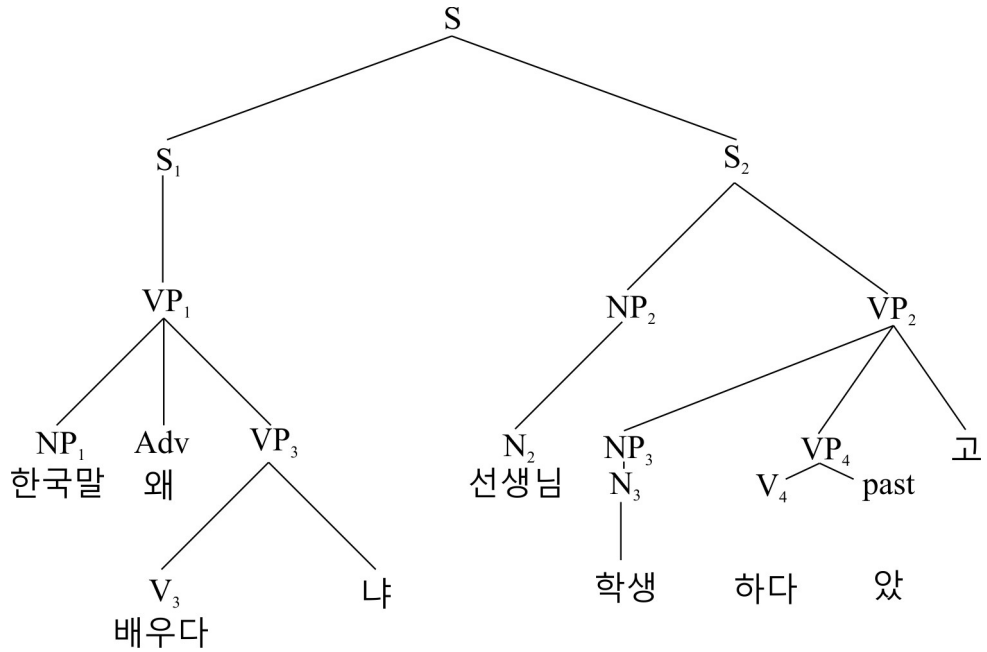 S
S₁ S₂
VP₁ NP₂ VP₂
NP₁ Adv VP₃ N₂ NP₃ VP₄ 고
한국말 왜 선생님 N₃ V₄ past
V₃ 냐 학생 하다 았
배우다